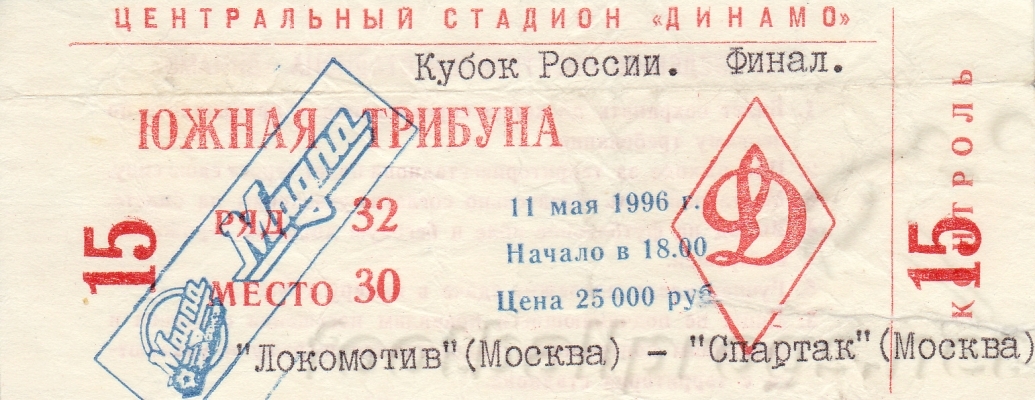 ЦЕНТРАЛЬНЫЙ СТАДИОН «ДИНАМО»
Кубок России. Финал.
ЮЖНАЯ ТРИБУНА
15
РЯД 32
МЕСТО 30
11 мая 1996 г.
Начало в 18.00
Цена 25 000 руб
Д
"Локомотив"(Москва) – "Спартак"(Москва)
15
КОНТРОЛЬ